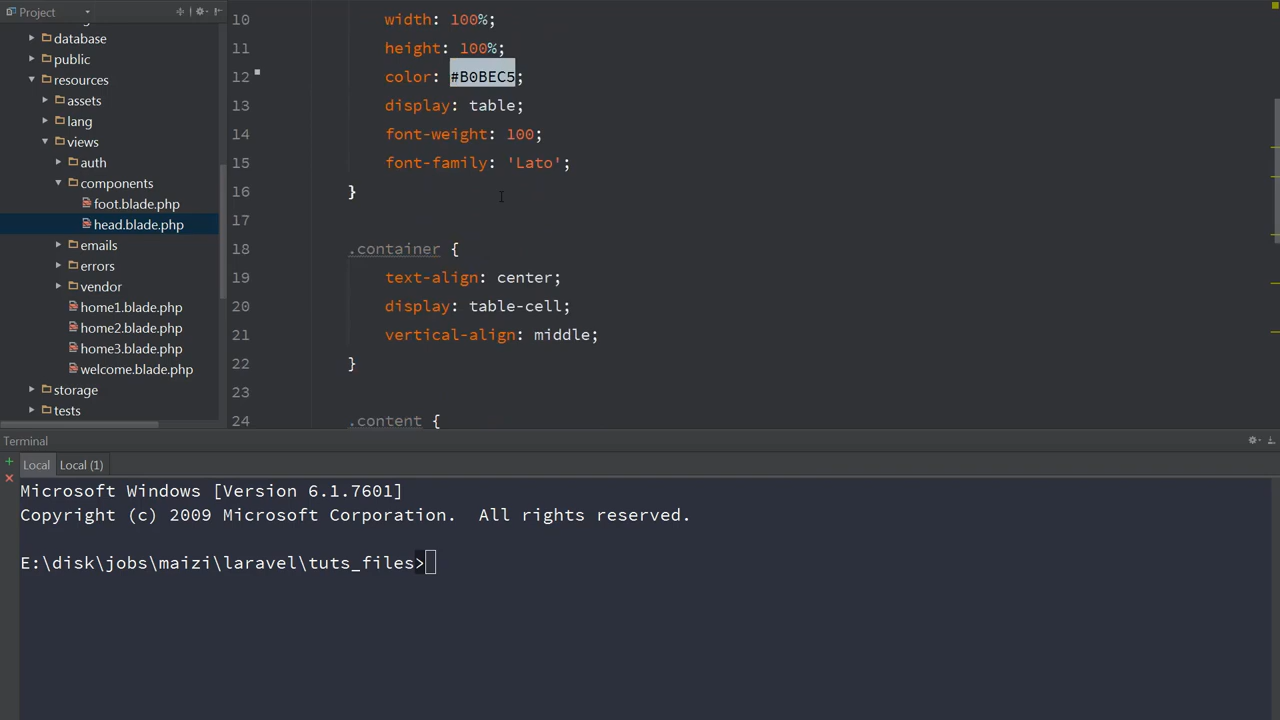 Project
database
public
resources
assets
lang
views
auth
components
foot.blade.php
head.blade.php
emails
errors
vendor
home1.blade.php
home2.blade.php
home3.blade.php
welcome.blade.php
storage
tests
10 width: 100%;
11 height: 100%;
12 color: #B0BEC5;
13 display: table;
14 font-weight: 100;
15 font-family: 'Lato';
16 }
17
18 .container {
19 text-align: center;
20 display: table-cell;
21 vertical-align: middle;
22 }
23
24 .content {
Terminal
Local Local (1)
Microsoft Windows [Version 6.1.7601]
Copyright (c) 2009 Microsoft Corporation. All rights reserved.
E:\disk\jobs\maizi\laravel\tuts_files>